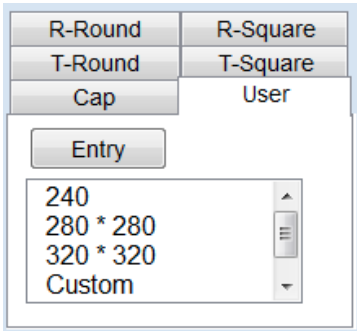 R-Round R-Square
T-Round T-Square
Cap User
Entry
240
280 * 280
320 * 320
Custom